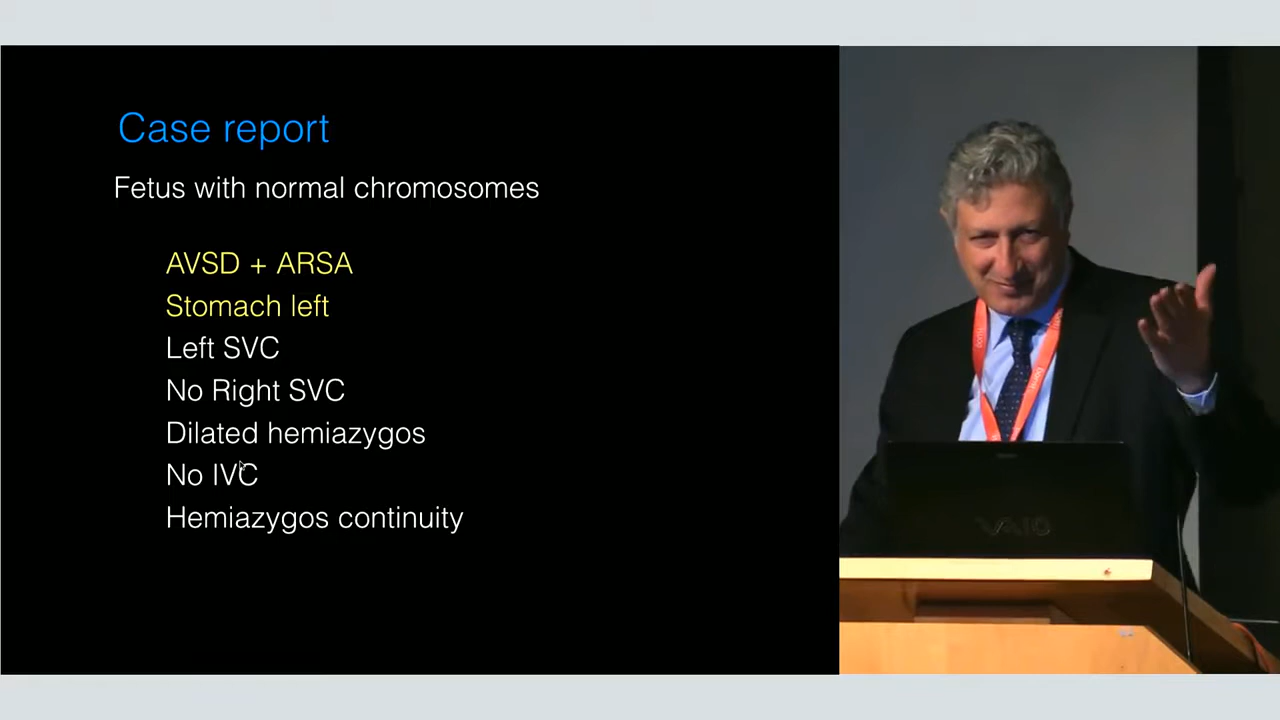 Case report
Fetus with normal chromosomes
AVSD + ARSA
Stomach left
Left SVC
No Right SVC
Dilated hemiazygos
No IVC
Hemiazygos continuity
VAIO